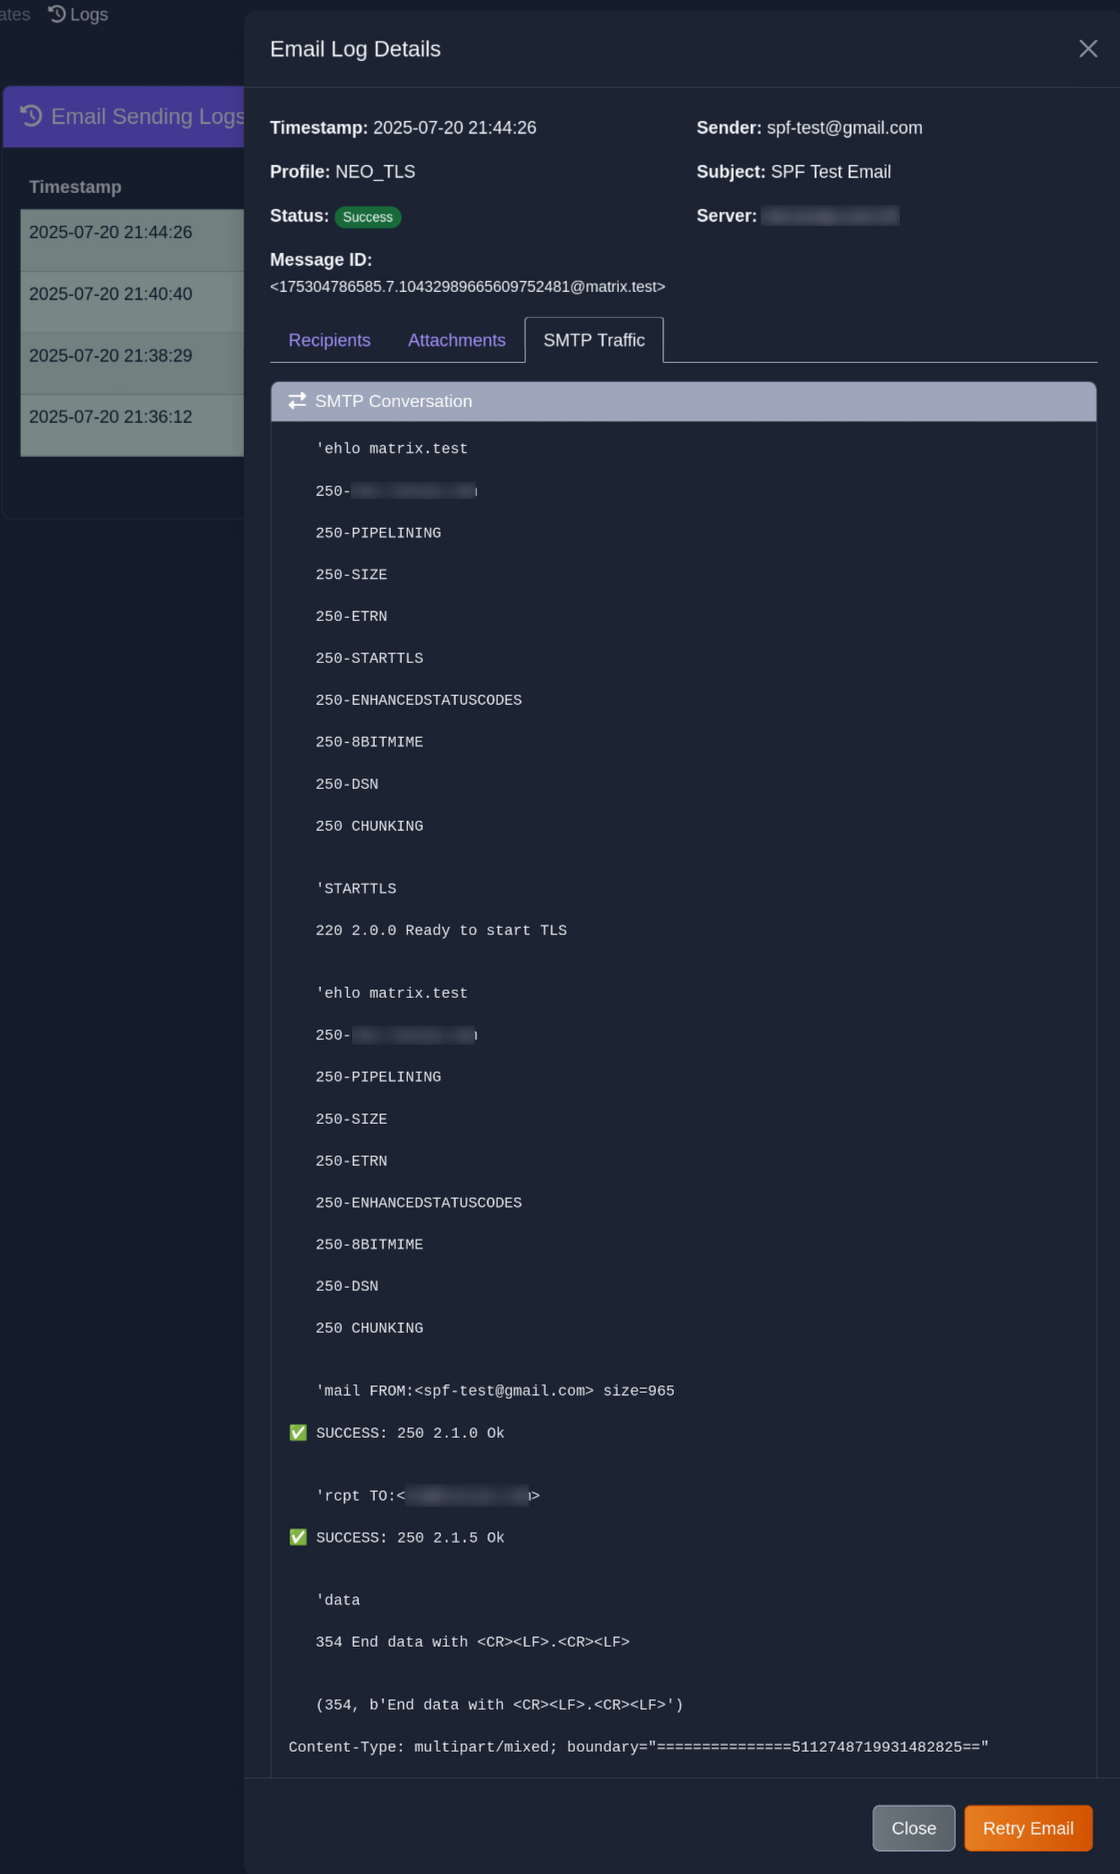 ates Logs
Email Log Details
Email Sending Logs
Timestamp: 2025-07-20 21:44:26 Sender: spf-test@gmail.com
Profile: NEO_TLS Subject: SPF Test Email
Timestamp
Status: Success Server:
2025-07-20 21:44:26
Message ID:
<175304786585.7.10432989665609752481@matrix.test>
2025-07-20 21:40:40
Recipients Attachments SMTP Traffic
2025-07-20 21:38:29
2025-07-20 21:36:12
SMTP Conversation
'ehlo matrix.test
250-
250-PIPELINING
250-SIZE
250-ETRN
250-STARTTLS
250-ENHANCEDSTATUSCODES
250-8BITMIME
250-DSN
250 CHUNKING
'STARTTLS
220 2.0.0 Ready to start TLS
'ehlo matrix.test
250-
250-PIPELINING
250-SIZE
250-ETRN
250-ENHANCEDSTATUSCODES
250-8BITMIME
250-DSN
250 CHUNKING
'mail FROM:<spf-test@gmail.com> size=965
✅ SUCCESS: 250 2.1.0 Ok
'rcpt TO:< >
✅ SUCCESS: 250 2.1.5 Ok
'data
354 End data with <CR><LF>.<CR><LF>
(354, b'End data with <CR><LF>.<CR><LF>')
Content-Type: multipart/mixed; boundary="===============5112748719931482825=="
Close Retry Email